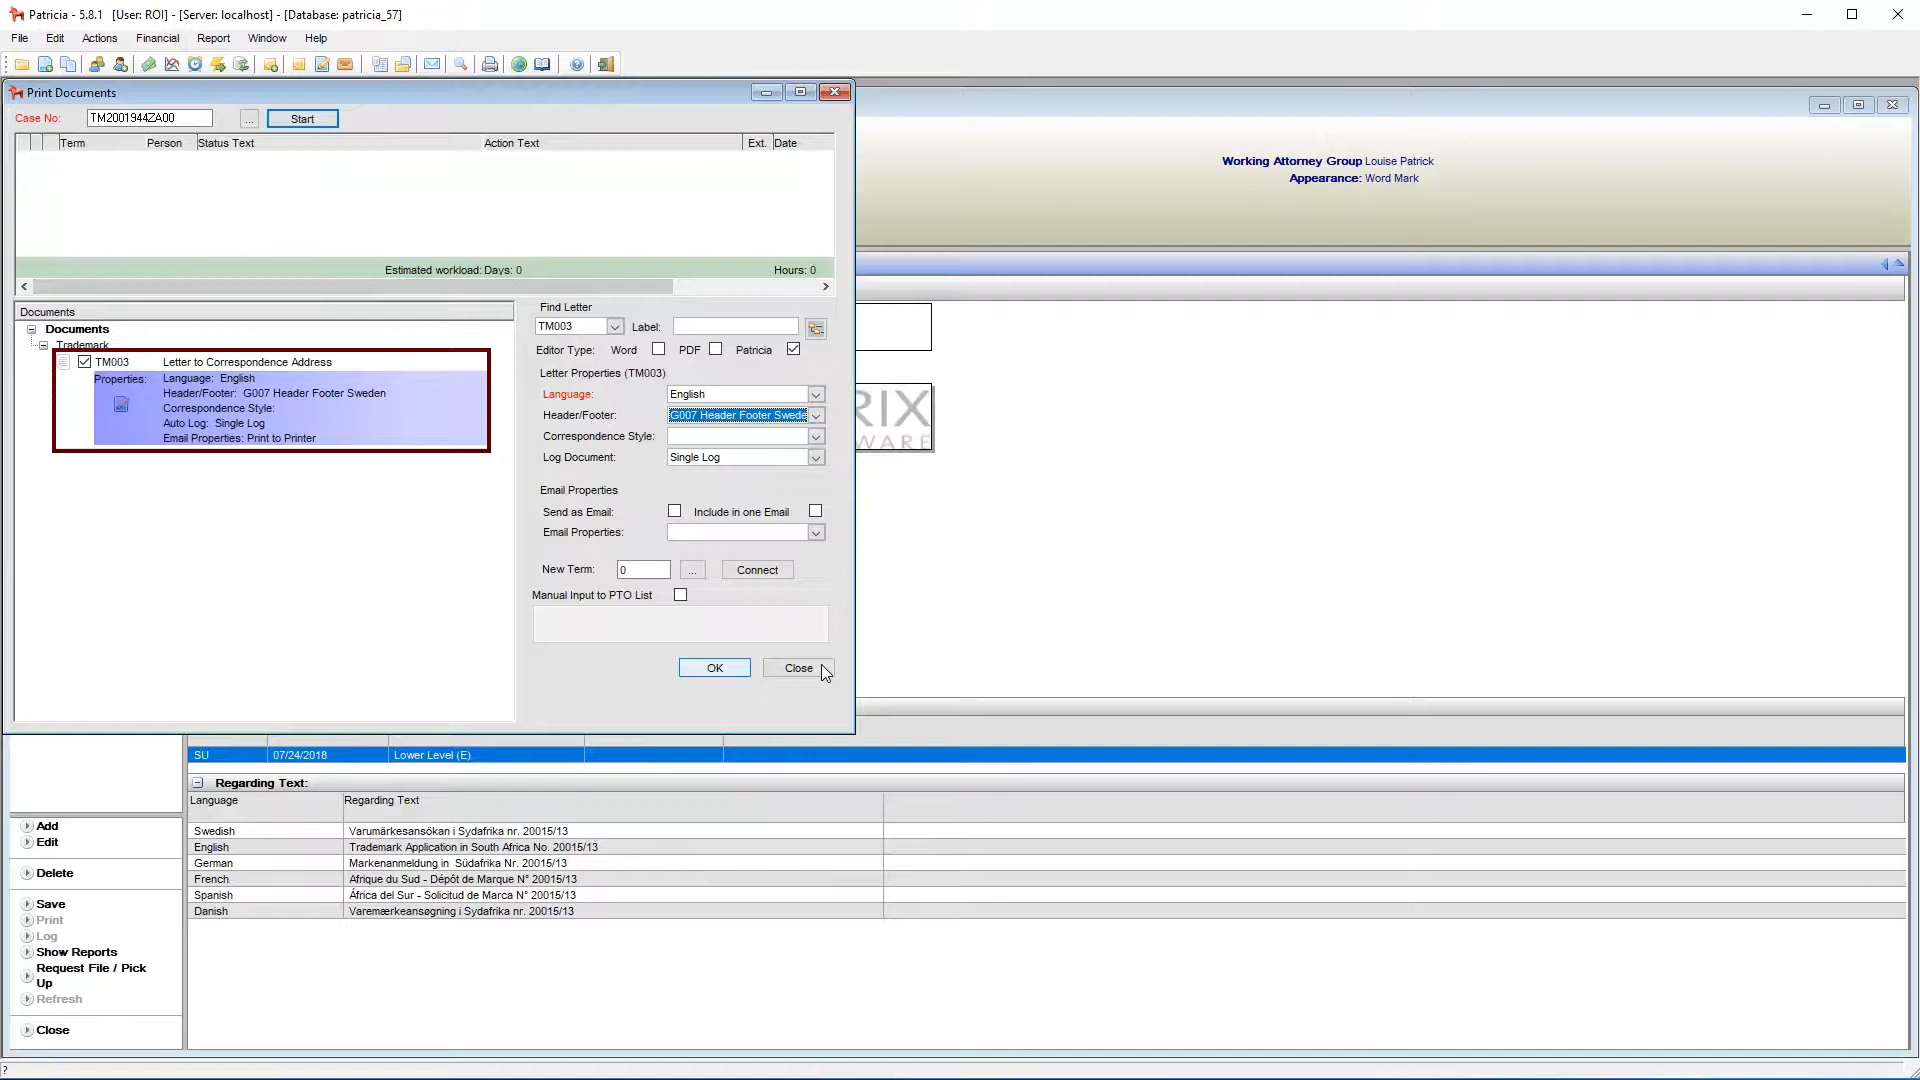 Patricia - 5.8.1 [User: ROI] - [Server: localhost] - [Database: patricia_57]
File Edit Actions Financial Report Window Help
Print Documents
Case No: TM2001944ZA00 ... Start
Term Person Status Text Action Text Ext. Date
Working Attorney Group Louise Patrick
Appearance: Word Mark
Estimated workload: Days: 0 Hours: 0
Documents
Documents
Trademark
TM003 Letter to Correspondence Address
Properties: Language: English
Header/Footer: G007 Header Footer Sweden
Correspondence Style:
Auto Log: Single Log
Email Properties: Print to Printer
Find Letter
TM003 Label:
Editor Type: Word PDF Patricia
Letter Properties (TM003)
Language: English
Header/Footer: G007 Header Footer Swede
Correspondence Style:
Log Document: Single Log
Email Properties
Send as Email: Include in one Email
Email Properties:
New Term: 0 ... Connect
Manual Input to PTO List
OK Close
RIX
WARE
SU 07/24/2018 Lower Level (E)
Regarding Text:
Language Regarding Text
Swedish Varumärkesansökan i Sydafrika nr. 20015/13
English Trademark Application in South Africa No. 20015/13
German Markenanmeldung in Südafrika Nr. 20015/13
French Afrique du Sud - Dépôt de Marque N° 20015/13
Spanish África del Sur - Solicitud de Marca N° 20015/13
Danish Varemærkeansøgning i Sydafrika nr. 20015/13
Add
Edit
Delete
Save
Print
Log
Show Reports
Request File / Pick
Up
Refresh
Close
?